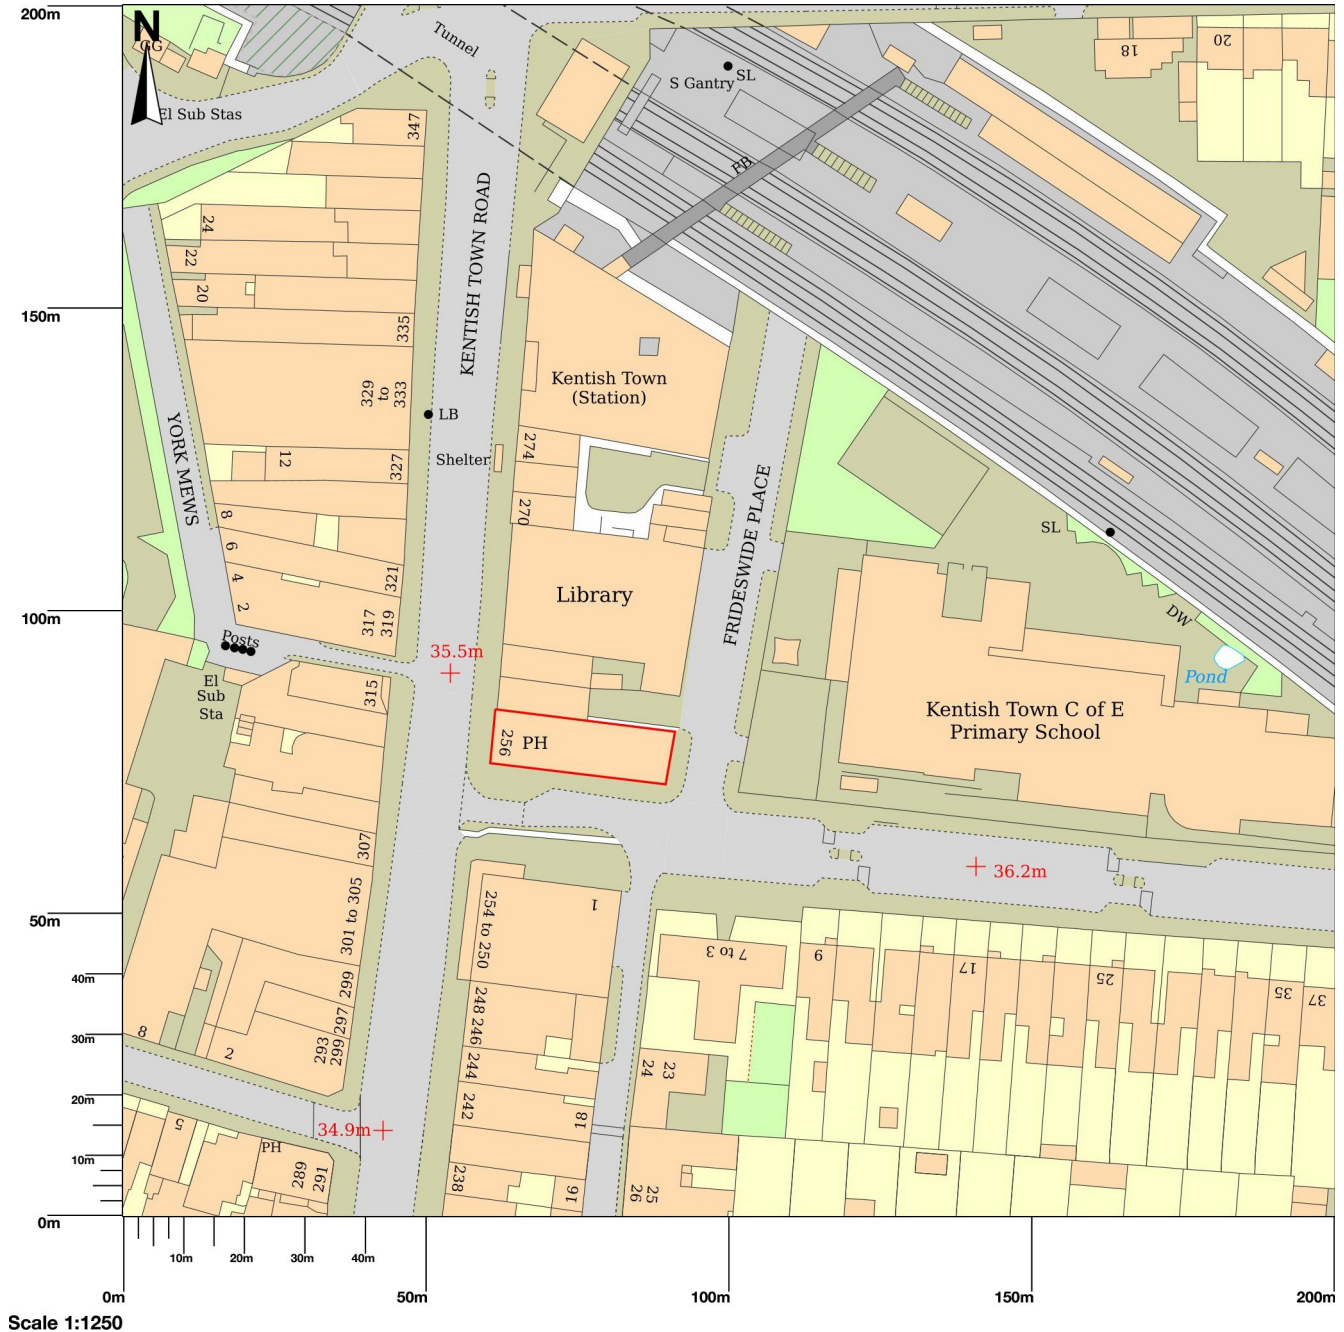 200m
N
GG
El Sub Stas
Tunnel
S Gantry
SL
18
20
347
FB
KENTISH TOWN ROAD
24
22
20
335
150m
Kentish Town
(Station)
329
to
333
LB
YORK MEWS
12
327
Shelter
274
270
FRIDESWIDE PLACE
SL
8
6
4
2
321
Library
317
319
100m
Posts
DW
35.5m
Pond
El
Sub
Sta
315
256
PH
Kentish Town C of E
Primary School
307
36.2m
301 to 305
254 to 250
1
50m
7 to 3
9
17
25
35
37
40m
299
297
248
246
293
299
8
2
30m
244
24
23
20m
242
18
5
34.9m
PH
10m
289
291
238
16
26
25
0m
10m
20m
30m
40m
0m
50m
100m
150m
200m
Scale 1:1250